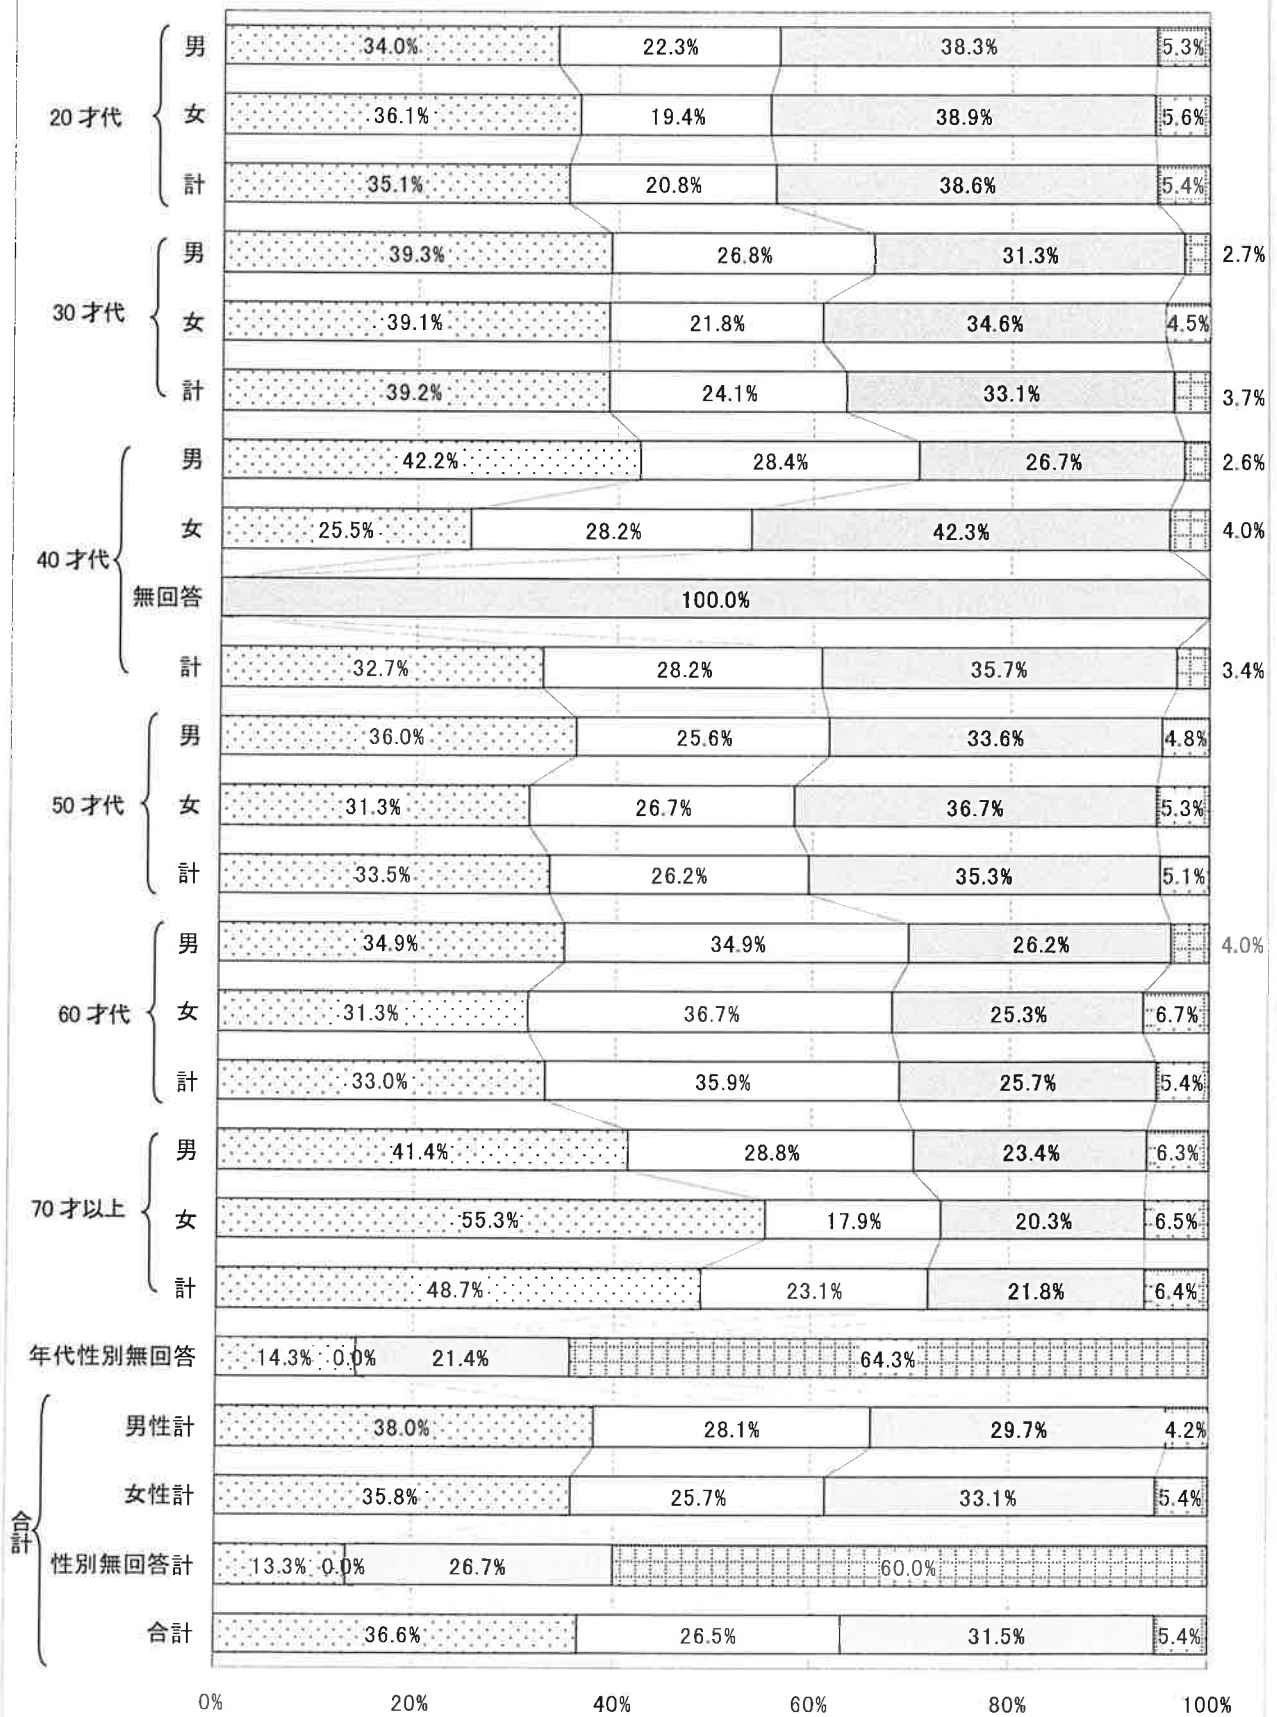 20才代
男 34.0% 22.3% 38.3% 5.3%
女 36.1% 19.4% 38.9% 5.6%
計 35.1% 20.8% 38.6% 5.4%
30才代
男 39.3% 26.8% 31.3% 2.7%
女 39.1% 21.8% 34.6% 4.5%
計 39.2% 24.1% 33.1% 3.7%
40才代
男 42.2% 28.4% 26.7% 2.6%
女 25.5% 28.2% 42.3% 4.0%
無回答 100.0%
計 32.7% 28.2% 35.7% 3.4%
50才代
男 36.0% 25.6% 33.6% 4.8%
女 31.3% 26.7% 36.7% 5.3%
計 33.5% 26.2% 35.3% 5.1%
60才代
男 34.9% 34.9% 26.2% 4.0%
女 31.3% 36.7% 25.3% 6.7%
計 33.0% 35.9% 25.7% 5.4%
70才以上
男 41.4% 28.8% 23.4% 6.3%
女 55.3% 17.9% 20.3% 6.5%
計 48.7% 23.1% 21.8% 6.4%
年代性別無回答 14.3% 0.0% 21.4% 64.3%
合計
男性計 38.0% 28.1% 29.7% 4.2%
女性計 35.8% 25.7% 33.1% 5.4%
性別無回答計 13.3% 0.0% 26.7% 60.0%
合計 36.6% 26.5% 31.5% 5.4%
0% 20% 40% 60% 80% 100%